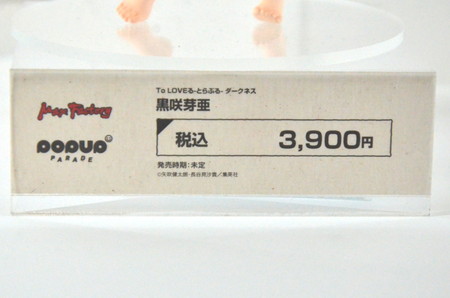 To LOVEる-とらぶる- ダークネス
黒咲芽亜
Max Factory
税込 3,900円
POPUP
PARADE
発売時期：未定
©矢吹健太朗・長谷見沙貴／集英社